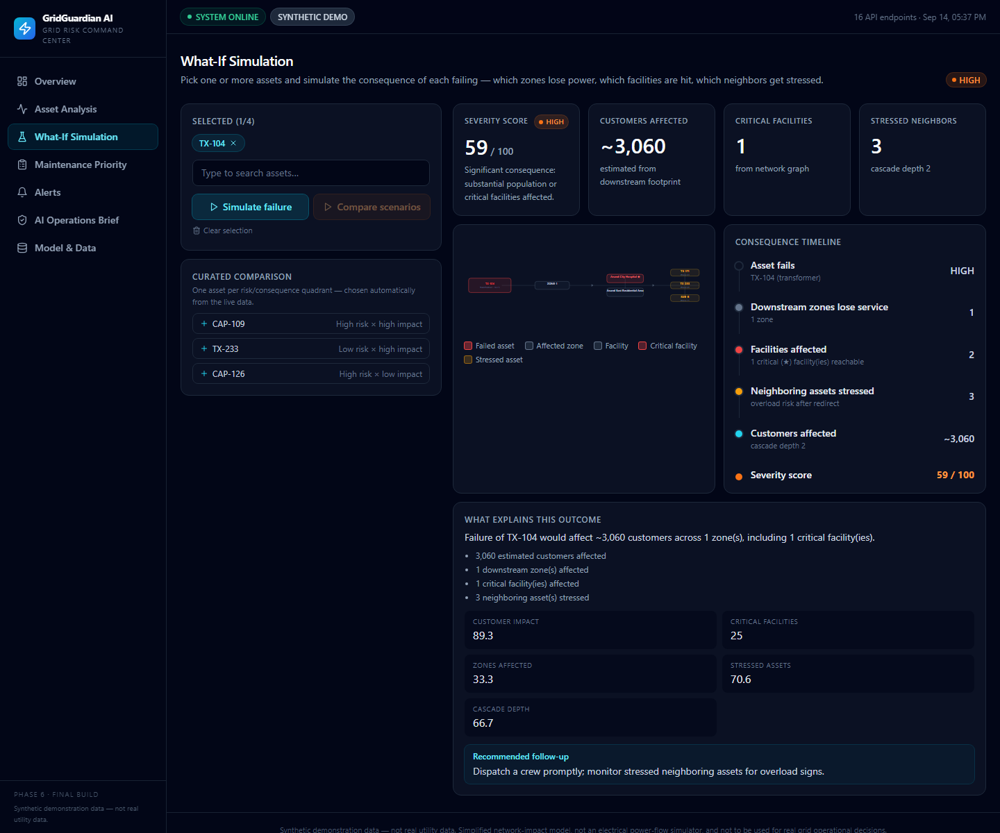 GridGuardian AI
GRID RISK COMMAND
CENTER
SYSTEM ONLINE
SYNTHETIC DEMO
16 API endpoints · Sep 14, 05:37 PM
Overview
Asset Analysis
What-If Simulation
Maintenance Priority
Alerts
AI Operations Brief
Model & Data
PHASE 6 · FINAL BUILD
Synthetic demonstration data — not real
utility data.
What-If Simulation
Pick one or more assets and simulate the consequence of each failing — which zones lose power, which facilities are hit, which neighbors get stressed.
HIGH
SELECTED (1/4)
TX-104 ×
Type to search assets...
Simulate failure
Compare scenarios
Clear selection
CURATED COMPARISON
One asset per risk/consequence quadrant — chosen automatically
from the live data.
+ CAP-109 High risk × high impact
+ TX-233 Low risk × high impact
+ CAP-126 High risk × low impact
SEVERITY SCORE HIGH
59 / 100
Significant consequence:
substantial population or
critical facilities affected.
CUSTOMERS AFFECTED
~3,060
estimated from
downstream footprint
CRITICAL FACILITIES
1
from network graph
STRESSED NEIGHBORS
3
cascade depth 2
TX-104
ZONE 1
Anand City Hospital ★
Anand East Residential Area
TX-171
TX-233
SUB-B
Failed asset
Affected zone
Facility
Critical facility
Stressed asset
CONSEQUENCE TIMELINE
Asset fails HIGH
TX-104 (transformer)
Downstream zones lose service 1
1 zone
Facilities affected 2
1 critical (★) facility(ies) reachable
Neighboring assets stressed 3
overload risk after redirect
Customers affected ~3,060
cascade depth 2
Severity score 59 / 100
WHAT EXPLAINS THIS OUTCOME
Failure of TX-104 would affect ~3,060 customers across 1 zone(s), including 1 critical facility(ies).
• 3,060 estimated customers affected
• 1 downstream zone(s) affected
• 1 critical facility(ies) affected
• 3 neighboring asset(s) stressed
CUSTOMER IMPACT
89.3
CRITICAL FACILITIES
25
ZONES AFFECTED
33.3
STRESSED ASSETS
70.6
CASCADE DEPTH
66.7
Recommended follow-up
Dispatch a crew promptly; monitor stressed neighboring assets for overload signs.
Synthetic demonstration data — not real utility data. Simplified network-impact model, not an electrical power-flow simulator, and not to be used for real grid operational decisions.